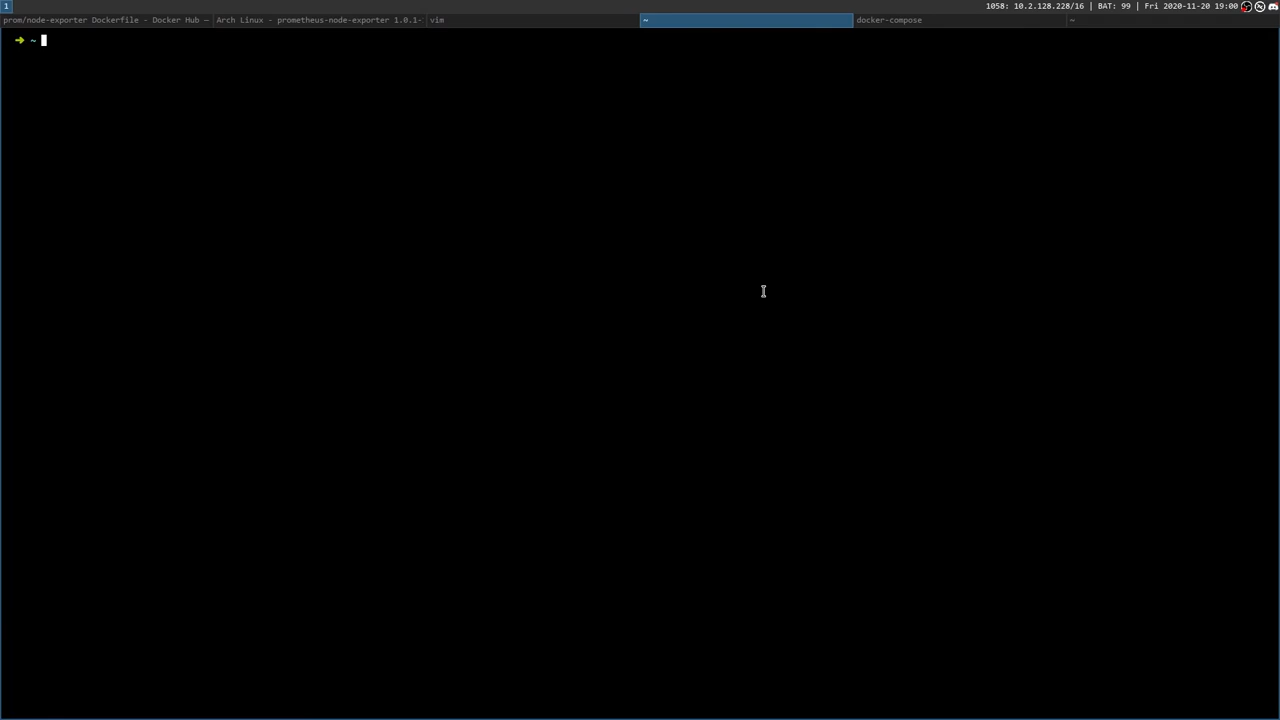 1 1058: 10.2.128.228/16 | BAT: 99 | Fri 2020-11-20 19:00
prom/node-exporter Dockerfile - Docker Hub — Arch Linux - prometheus-node-exporter 1.0.1- vim ~ docker-compose ~
➜ ~